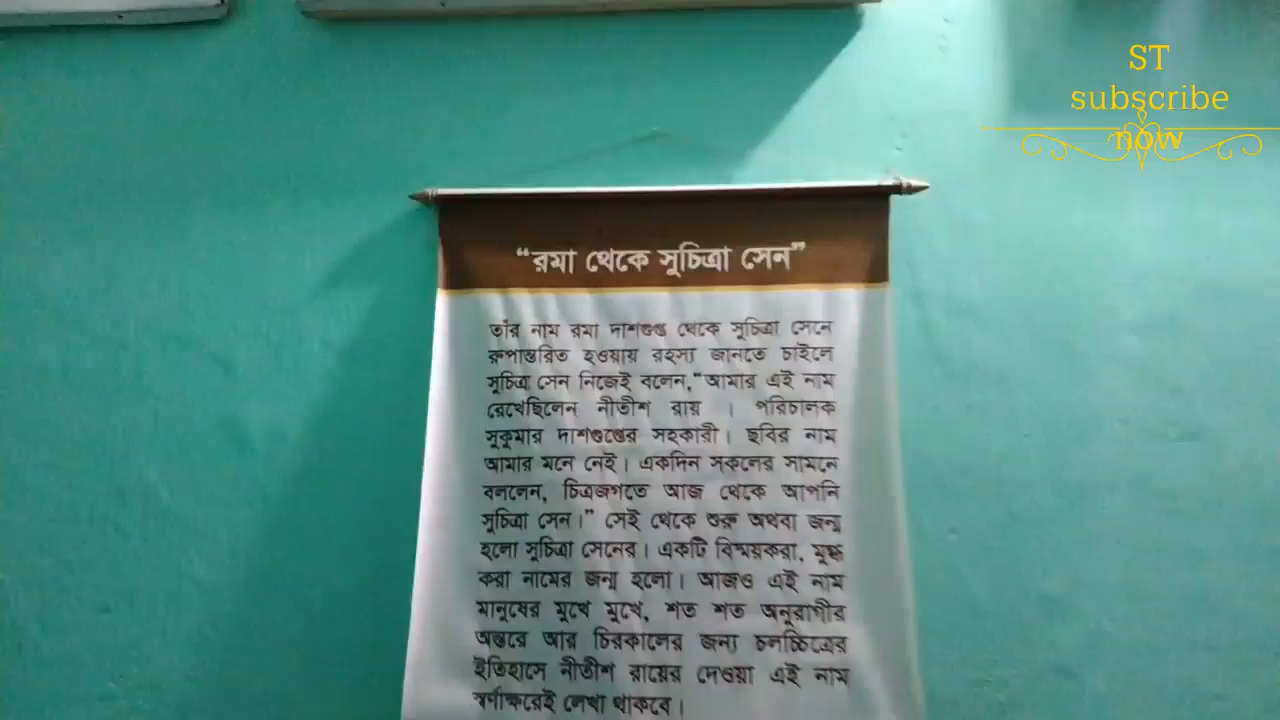 ST
subscribe
now
“রমা থেকে সুচিত্রা সেন”
তাঁর নাম রমা দাশগুপ্ত থেকে সুচিত্রা সেনে
রুপান্তরিত হওয়ায় রহস্য জানতে চাইলে
সুচিত্রা সেন নিজেই বলেন,“আমার এই নাম
রেখেছিলেন নীতীশ রায় । পরিচালক
সুকুমার দাশগুপ্তের সহকারী। ছবির নাম
আমার মনে নেই। একদিন সকলের সামনে
বললেন, চিত্রজগতে আজ থেকে আপনি
সুচিত্রা সেন।” সেই থেকে শুরু অথবা জন্ম
হলো সুচিত্রা সেনের। একটি বিস্ময়করা, মুগ্ধ
করা নামের জন্ম হলো। আজও এই নাম
মানুষের মুখে মুখে, শত শত অনুরাগীর
অন্তরে আর চিরকালের জন্য চলচ্চিত্রের
ইতিহাসে নীতীশ রায়ের দেওয়া এই নাম
স্বর্ণাক্ষরেই লেখা থাকবে।